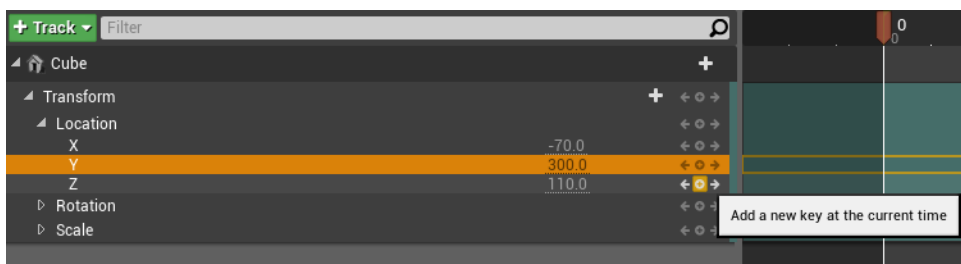 + Track Filter 0
0
Cube +
Transform +
Location
X -70.0
Y 300.0
Z 110.0
Rotation
Add a new key at the current time
Scale